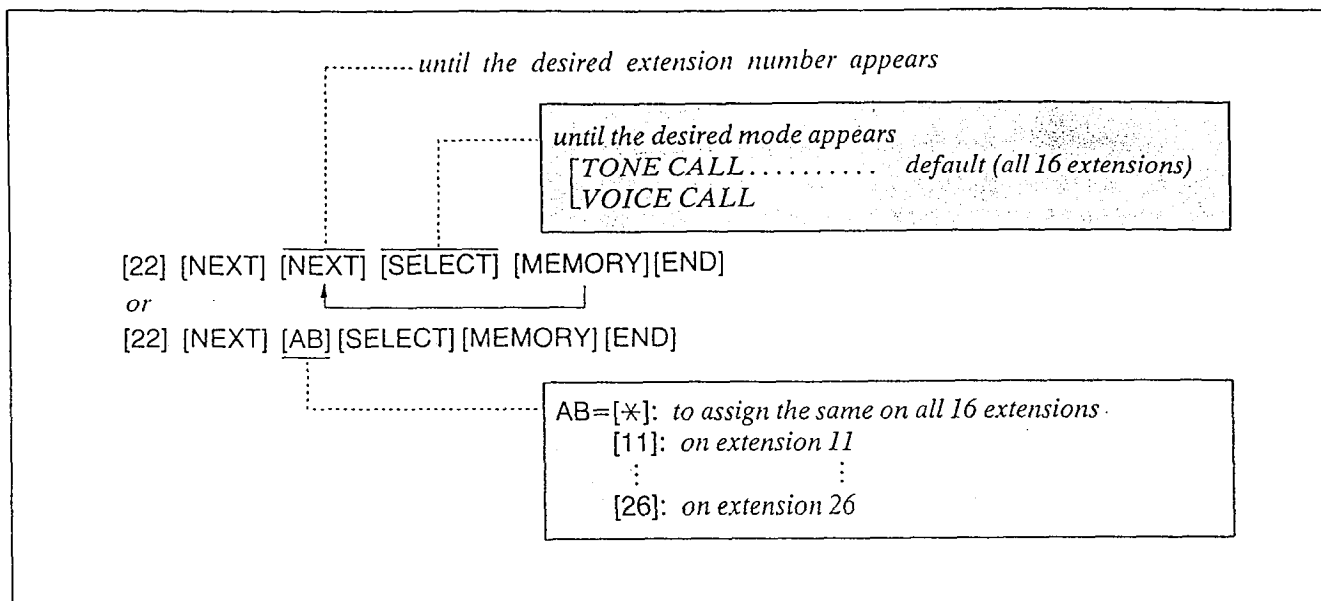 until the desired extension number appears
until the desired mode appears
TONE CALL.......... default (all 16 extensions)
VOICE CALL
[22] [NEXT] [NEXT] [SELECT] [MEMORY] [END]
or
[22] [NEXT] [AB] [SELECT] [MEMORY] [END]
AB=[✳]: to assign the same on all 16 extensions
[11]: on extension 11
⋮ ⋮
[26]: on extension 26